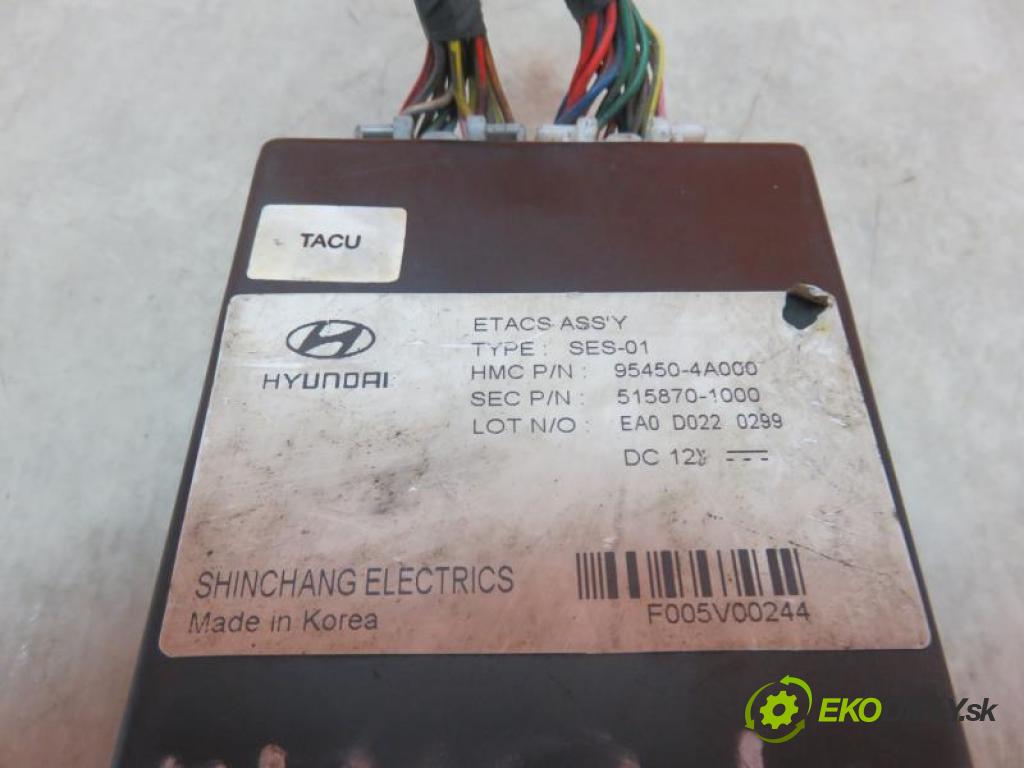 TACU
HYUNDAI
ETACS ASS'Y
TYPE : SES-01
HMC P/N : 95450-4A000
SEC P/N : 515870-1000
LOT N/O : EA0 D022 0299
DC 12V
SHINCHANG ELECTRICS
Made in Korea
F005V00244